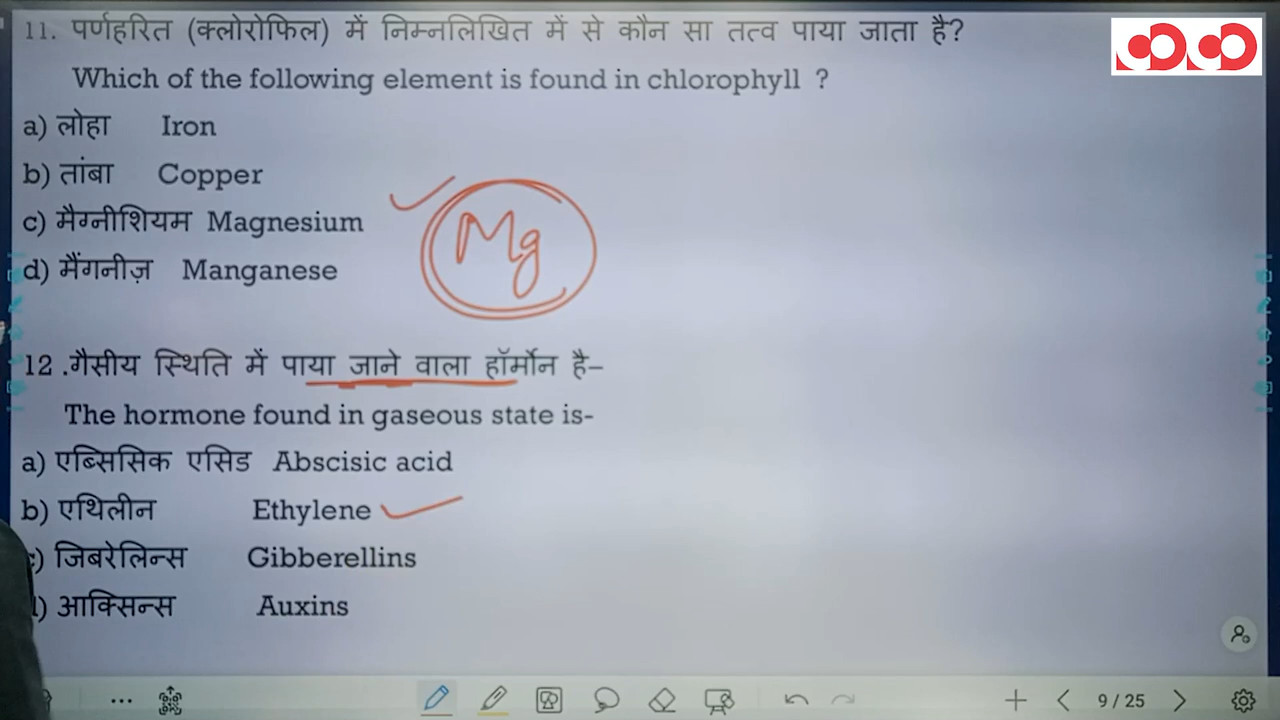 11. पर्णहरित (क्लोरोफिल) में निम्नलिखित में से कौन सा तत्व पाया जाता है?
Which of the following element is found in chlorophyll ?
a) लोहा Iron
b) तांबा Copper
c) मैग्नीशियम Magnesium
Mg
d) मैंगनीज़ Manganese
12 .गैसीय स्थिति में पाया जाने वाला हॉर्मोन है–
The hormone found in gaseous state is-
a) एब्सिसिक एसिड Abscisic acid
b) एथिलीन Ethylene
) जिबरेलिन्स Gibberellins
) आक्सिन्स Auxins
9 / 25